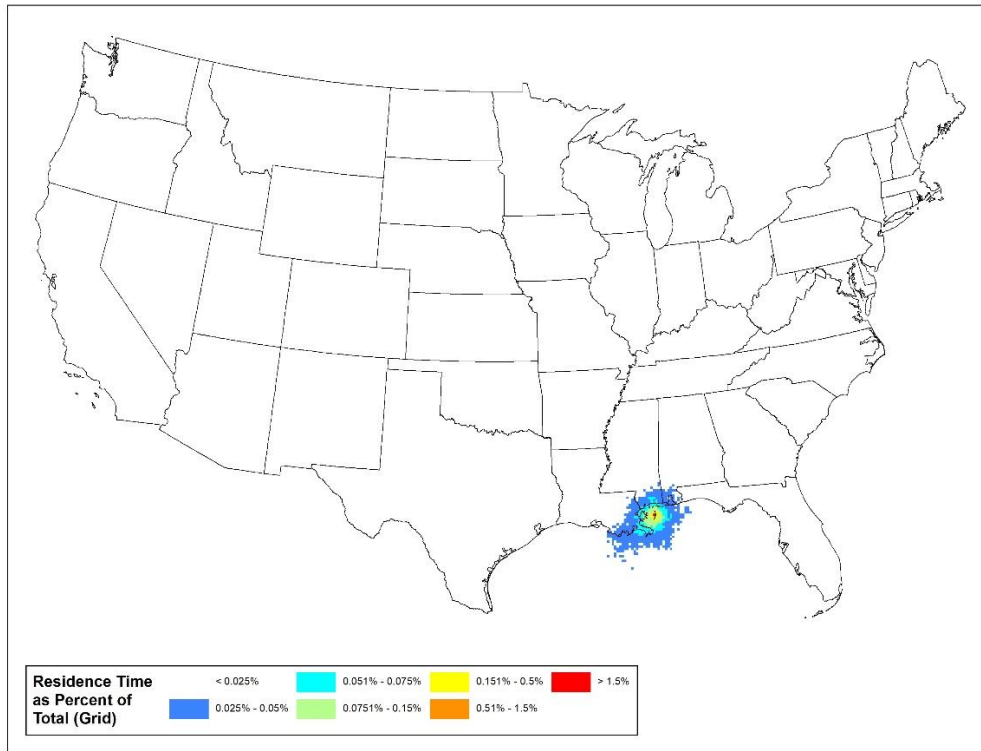 Residence Time
as Percent of
Total (Grid)
< 0.025%
0.051% - 0.075%
0.151% - 0.5%
> 1.5%
0.025% - 0.05%
0.0751% - 0.15%
0.51% - 1.5%